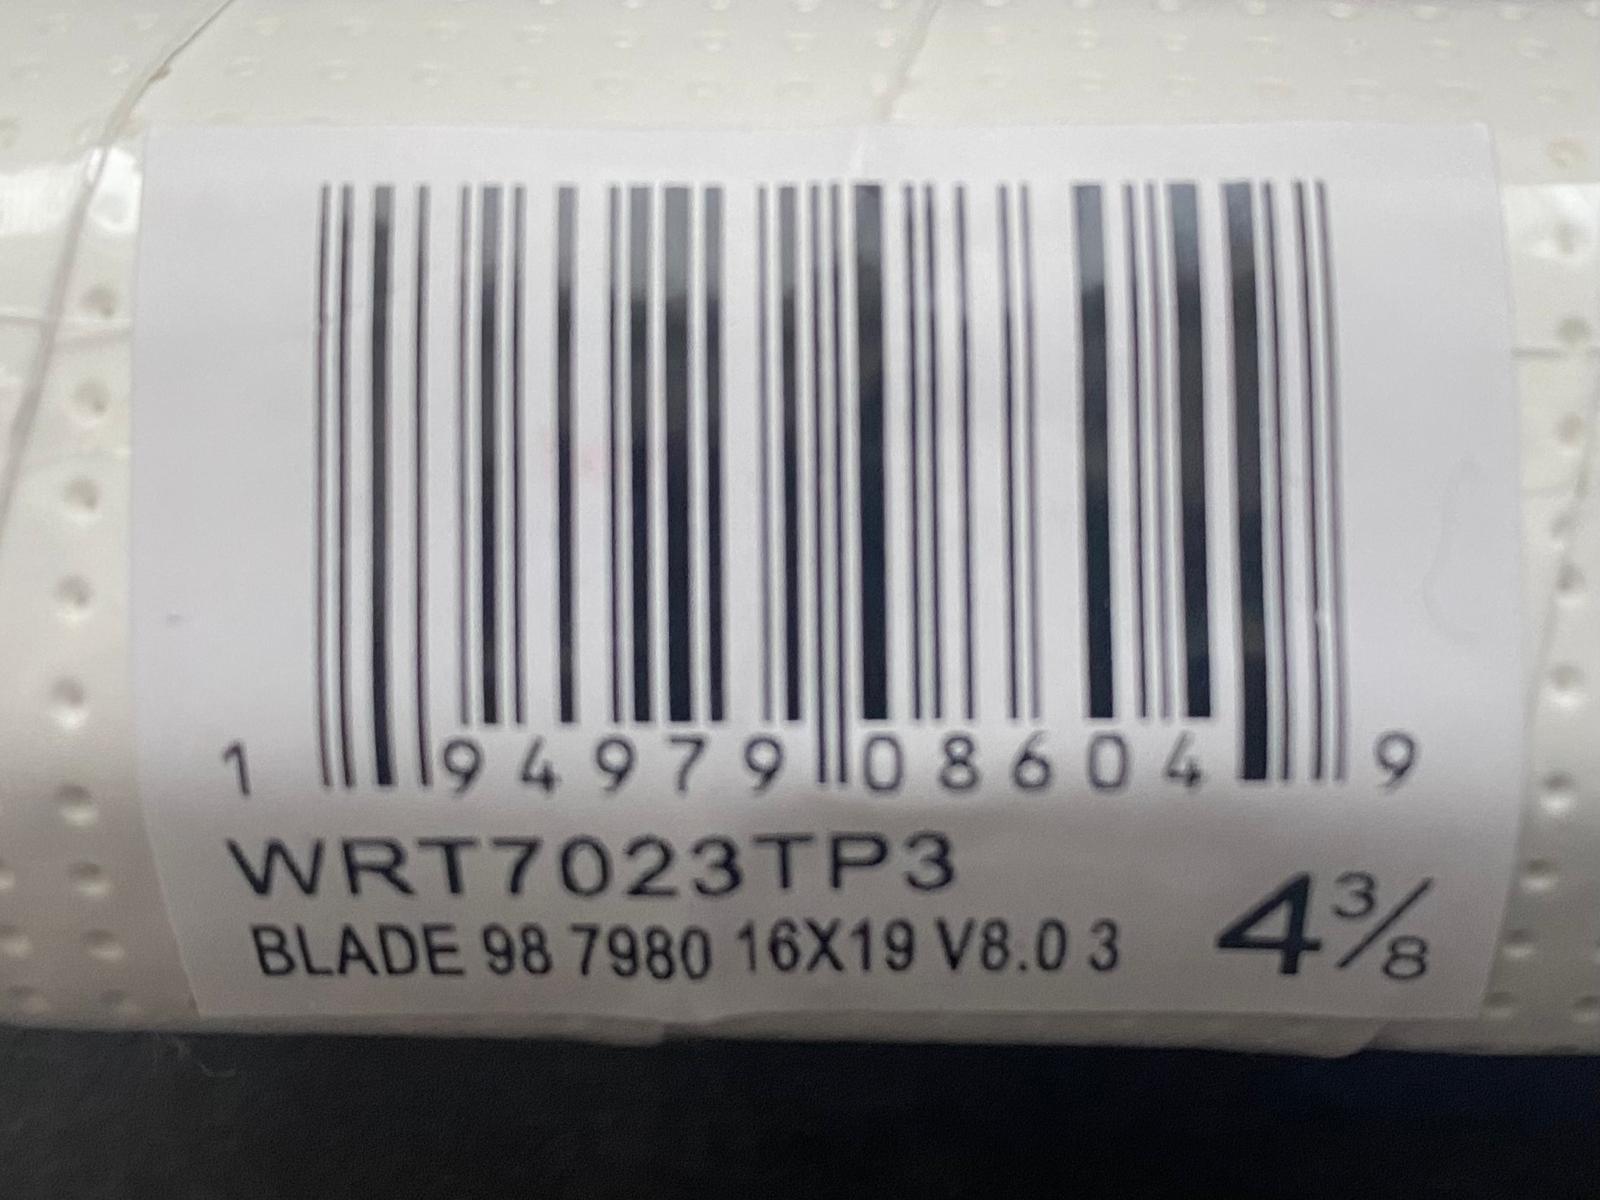 1 94979 08604 9
WRT7023TP3
BLADE 98 7980 16X19 V8.0 3 4 3/8